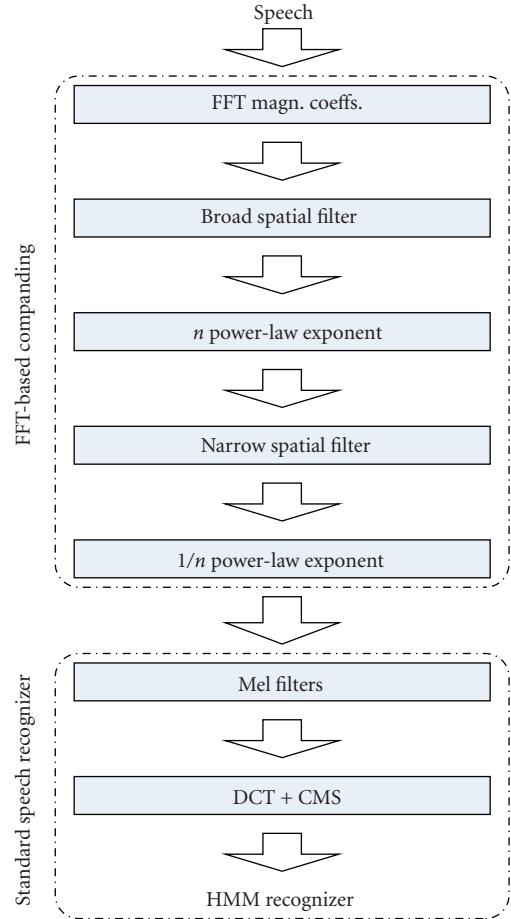 Speech
FFT-based companding
FFT magn. coeffs.
Broad spatial filter
n power-law exponent
Narrow spatial filter
1/n power-law exponent
Standard speech recognizer
Mel filters
DCT + CMS
HMM recognizer